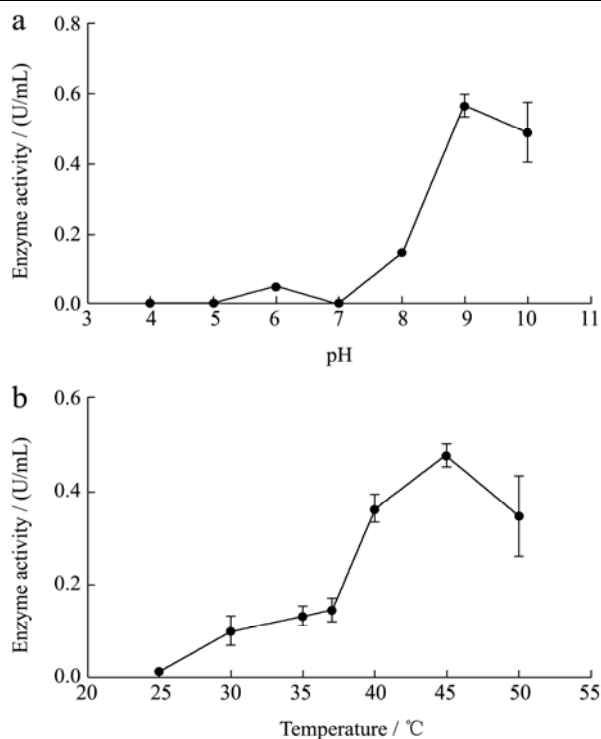 a
Enzyme activity / (U/mL)
0.8
0.6
0.4
0.2
0.0
3 4 5 6 7 8 9 10 11
pH
b
Enzyme activity / (U/mL)
0.6
0.4
0.2
0.0
20 25 30 35 40 45 50 55
Temperature / ℃